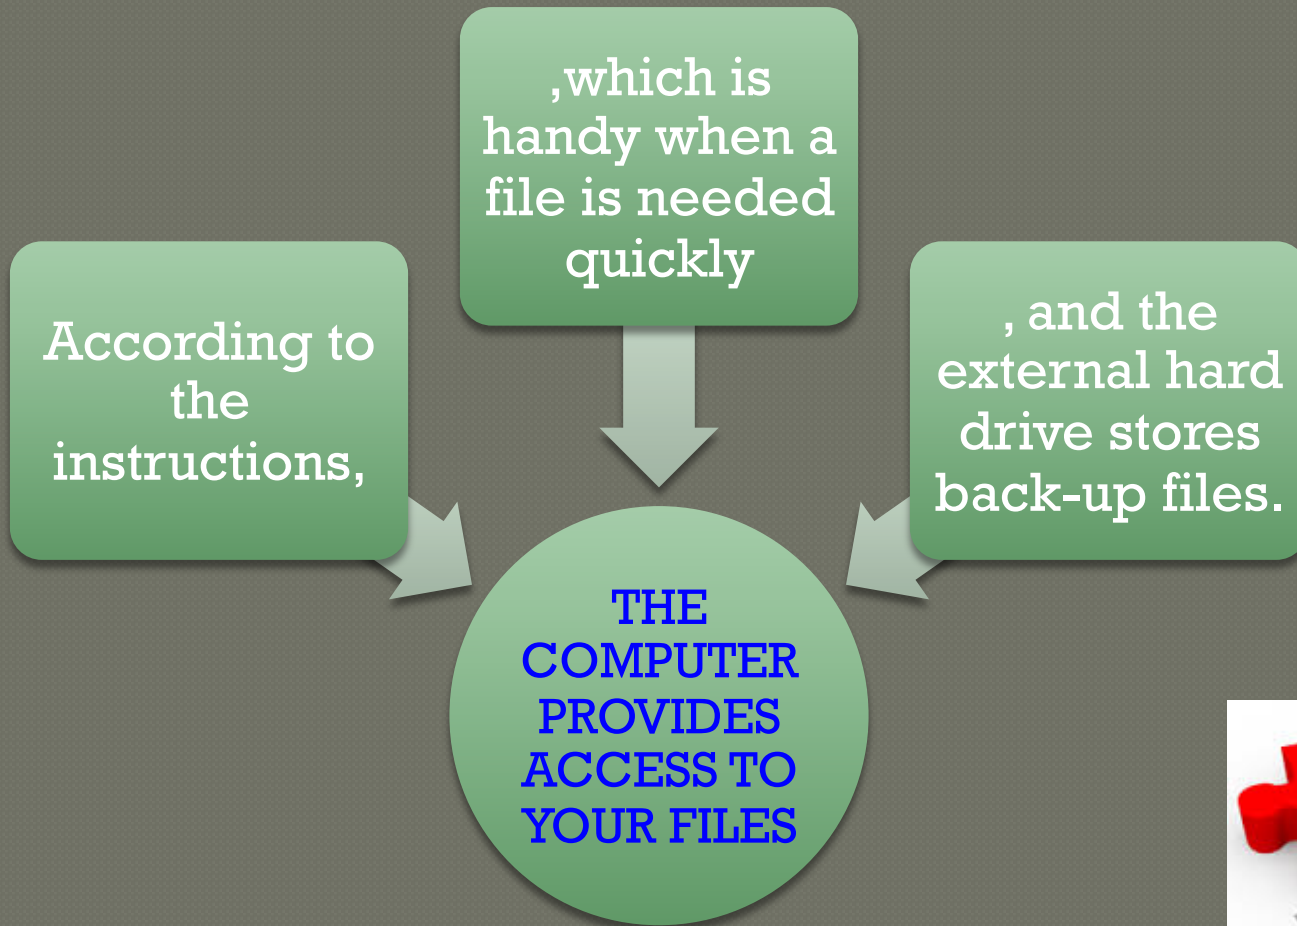 ,which is
handy when a
file is needed
quickly
According to
the
instructions,
, and the
external hard
drive stores
back-up files.
THE
COMPUTER
PROVIDES
ACCESS TO
YOUR FILES